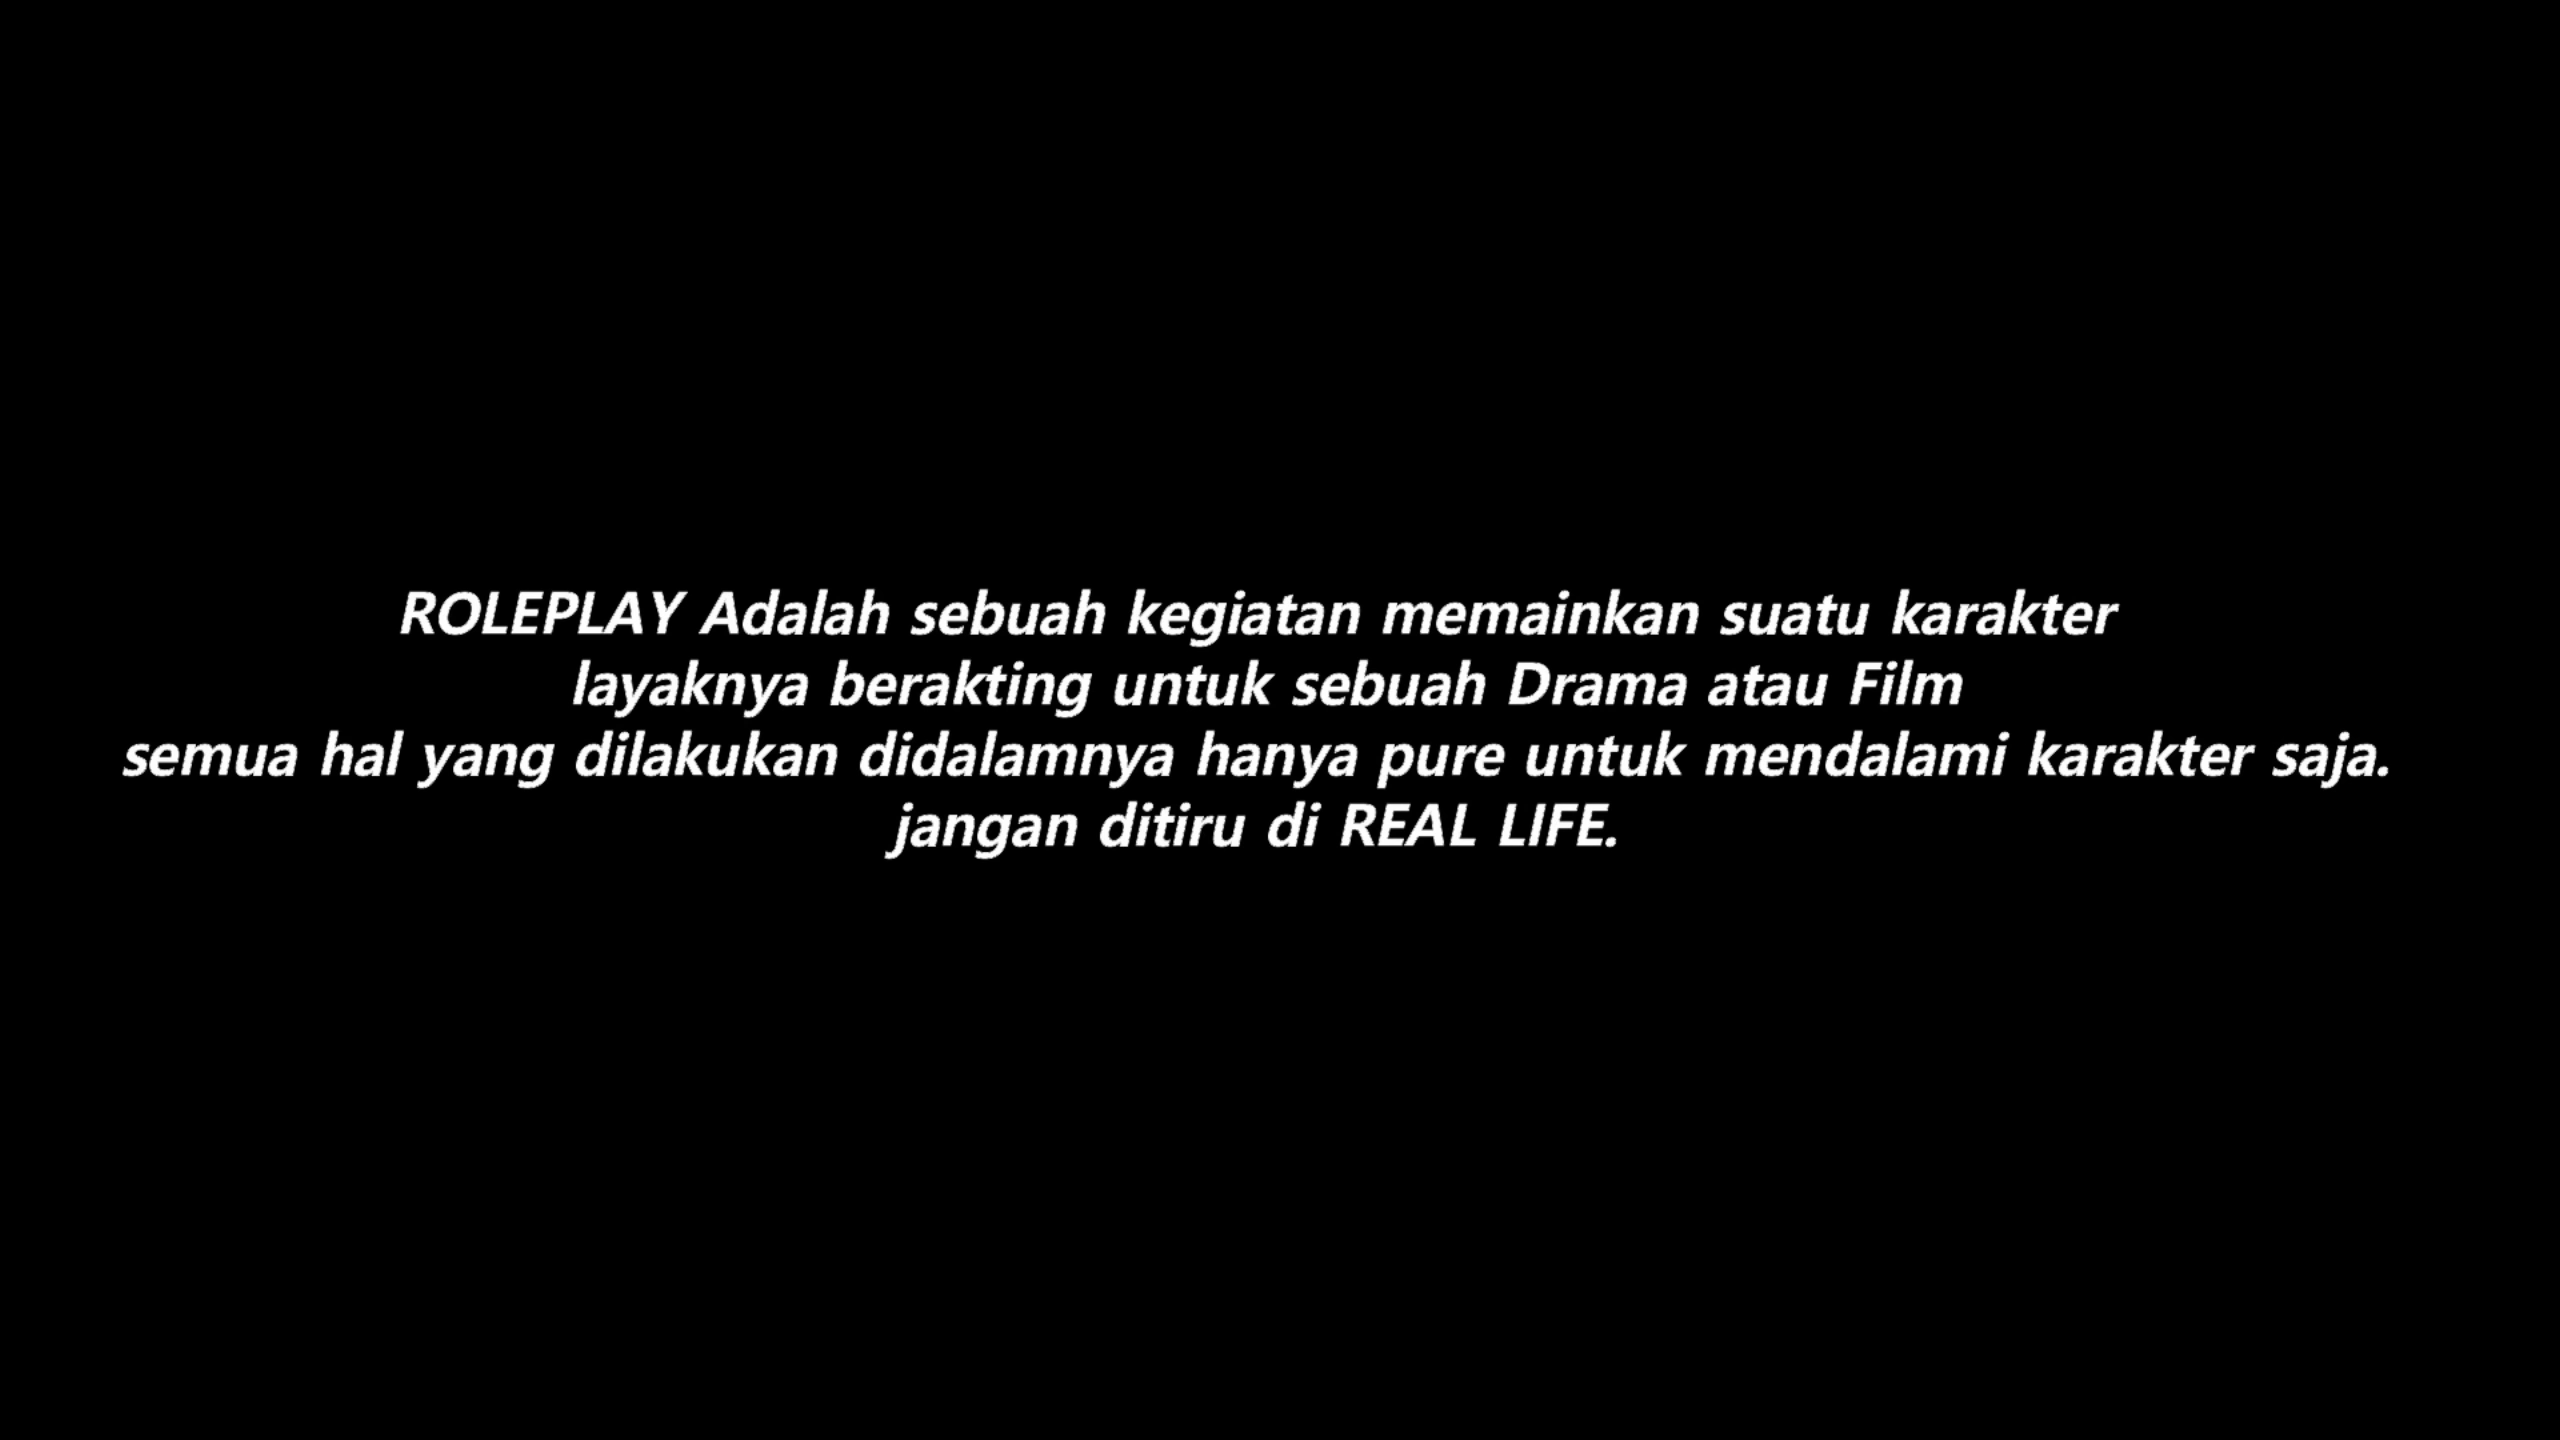 ROLEPLAY Adalah sebuah kegiatan memainkan suatu karakter
layaknya berakting untuk sebuah Drama atau Film
semua hal yang dilakukan didalamnya hanya pure untuk mendalami karakter saja.
jangan ditiru di REAL LIFE.